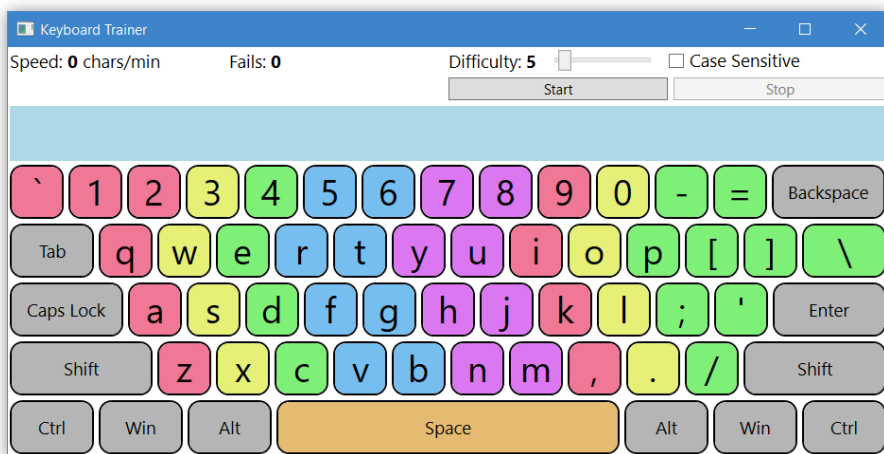 Keyboard Trainer
Speed: 0 chars/min Fails: 0 Difficulty: 5 Case Sensitive
Start Stop
` 1 2 3 4 5 6 7 8 9 0 - = Backspace
Tab q w e r t y u i o p [ ] \
Caps Lock a s d f g h j k l ; ' Enter
Shift z x c v b n m , . / Shift
Ctrl Win Alt Space Alt Win Ctrl